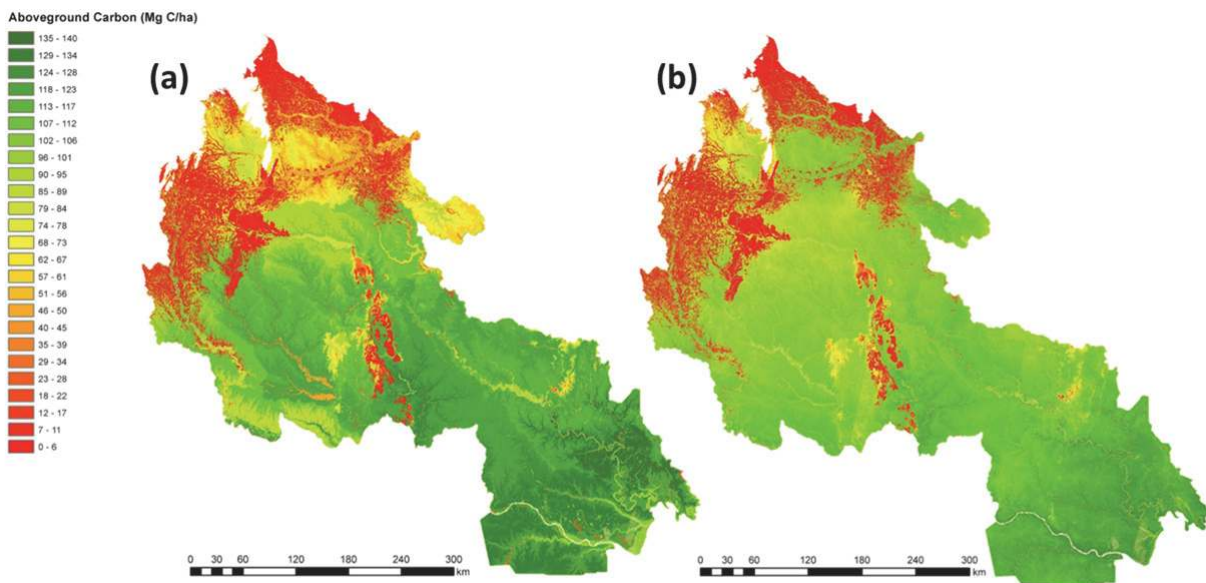 Aboveground Carbon (Mg C/ha)
135 - 140
129 - 134
124 - 128
118 - 123
113 - 117
107 - 112
102 - 106
96 - 101
90 - 95
85 - 89
79 - 84
74 - 78
68 - 73
62 - 67
57 - 61
51 - 56
46 - 50
40 - 45
35 - 39
29 - 34
23 - 28
18 - 22
12 - 17
7 - 11
0 - 6
(a)
(b)
0 30 60 120 180 240 300
km
0 30 60 120 180 240 300
km